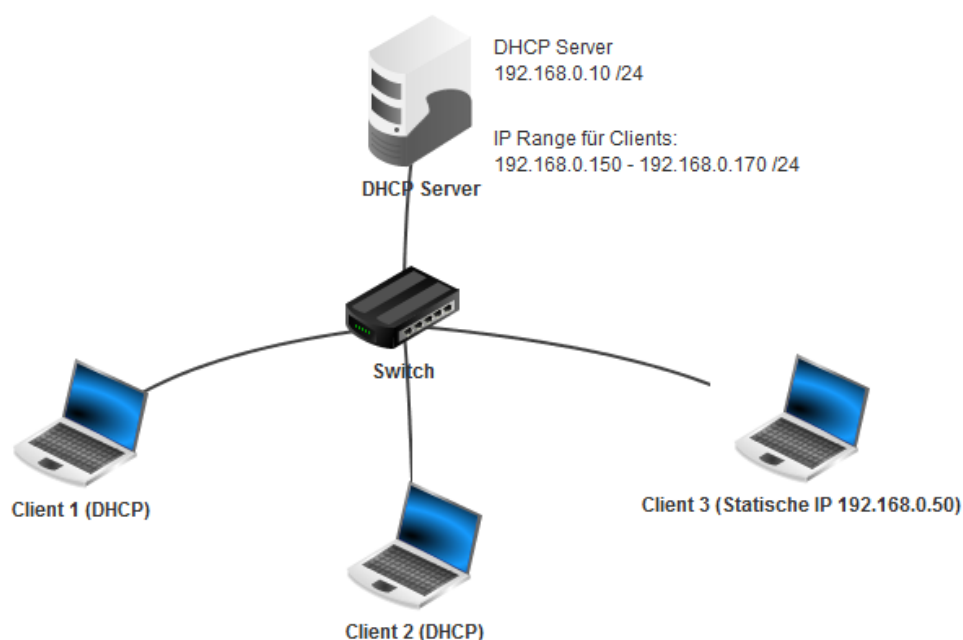 DHCP Server
192.168.0.10 /24
IP Range für Clients:
192.168.0.150 - 192.168.0.170 /24
DHCP Server
Switch
Client 1 (DHCP)
Client 3 (Statische IP 192.168.0.50)
Client 2 (DHCP)